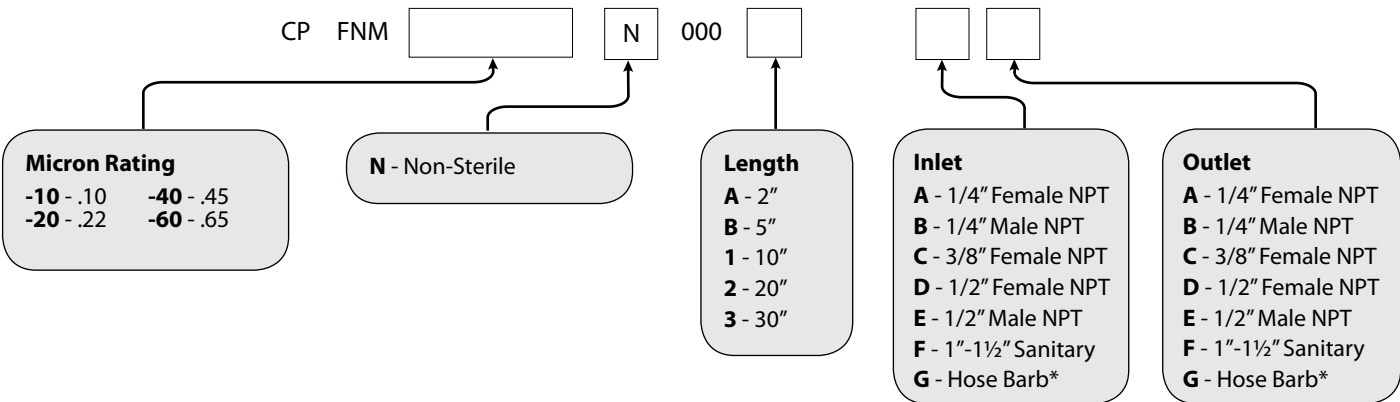 CP FNM N 000
Micron Rating
-10 - .10 -40 - .45
-20 - .22 -60 - .65
N - Non-Sterile
Length
A - 2”
B - 5”
1 - 10”
2 - 20”
3 - 30”
Inlet
A - 1/4” Female NPT
B - 1/4” Male NPT
C - 3/8” Female NPT
D - 1/2” Female NPT
E - 1/2” Male NPT
F - 1”-1½” Sanitary
G - Hose Barb*
Outlet
A - 1/4” Female NPT
B - 1/4” Male NPT
C - 3/8” Female NPT
D - 1/2” Female NPT
E - 1/2” Male NPT
F - 1”-1½” Sanitary
G - Hose Barb*